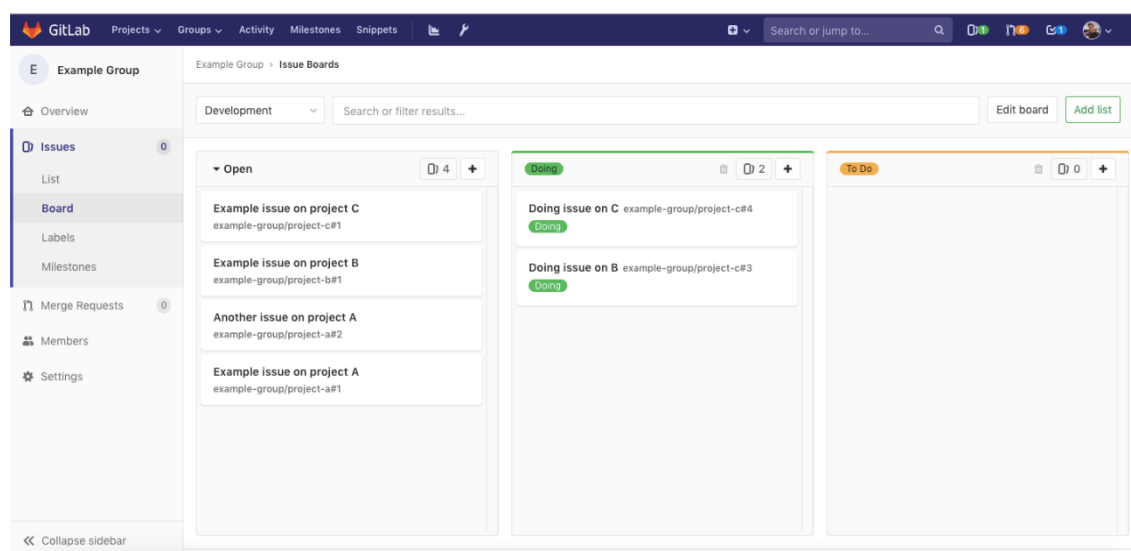 GitLab Projects Groups Activity Milestones Snippets Search or jump to... 1 6 1
E Example Group
Example Group > Issue Boards
Overview
Development Search or filter results... Edit board Add list
Issues 0
List
Board
Labels
Milestones
Merge Requests 0
Members
Settings
Collapse sidebar
Open 4 +
Example issue on project C
example-group/project-c#1
Example issue on project B
example-group/project-b#1
Another issue on project A
example-group/project-a#2
Example issue on project A
example-group/project-a#1
Doing 2 +
Doing issue on C example-group/project-c#4
Doing
Doing issue on B example-group/project-c#3
Doing
To Do 0 +